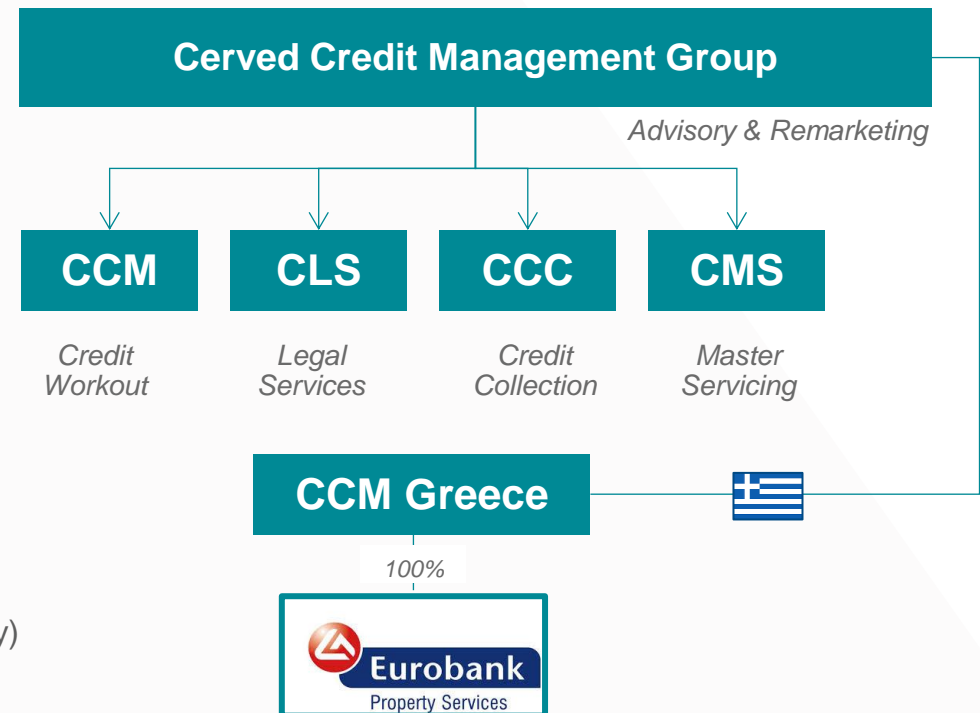 Cerved Credit Management Group
Advisory & Remarketing
CCM
CLS
CCC
CMS
Credit
Workout
Legal
Services
Credit
Collection
Master
Servicing
CCM Greece
100%
y)
Eurobank
Property Services